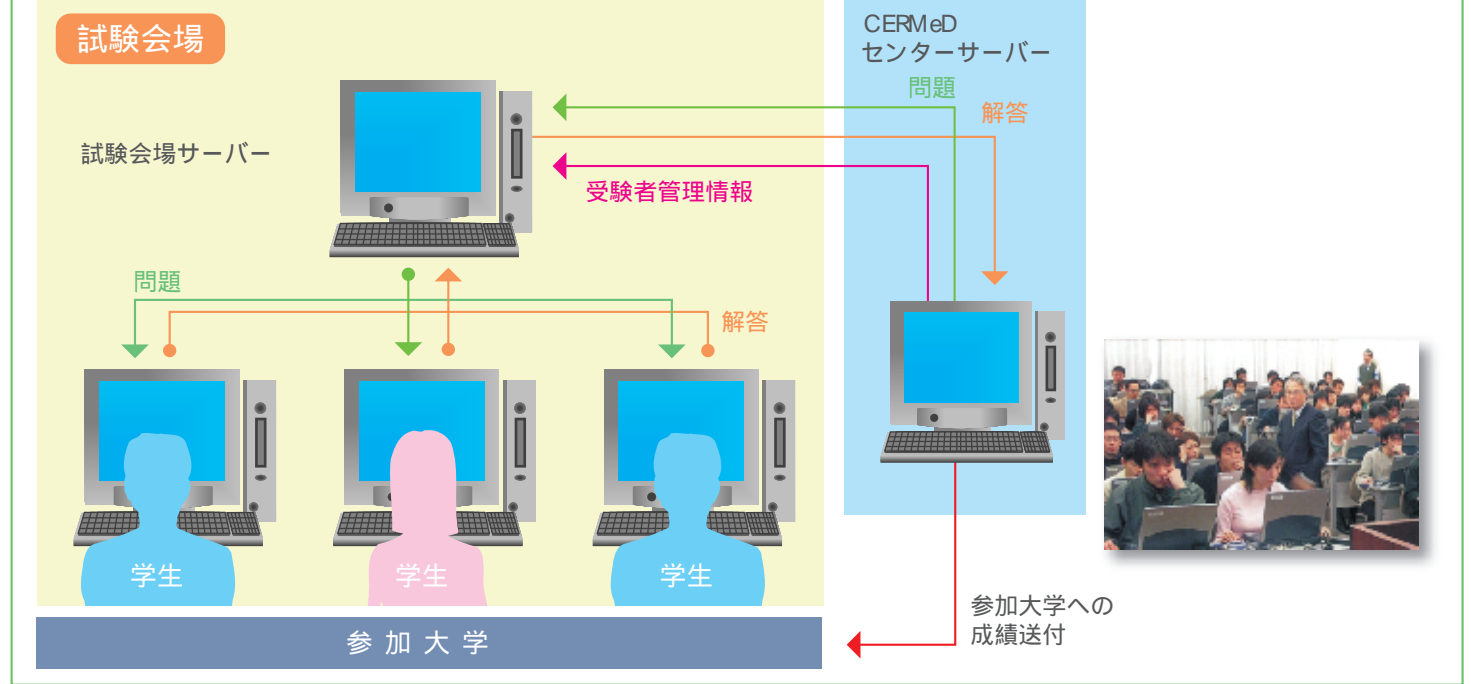 試験会場
CERMeD
センターサーバー
問題
解答
試験会場サーバー
受験者管理情報
問題
解答
学生
学生
学生
参加大学への
成績送付
参加大学